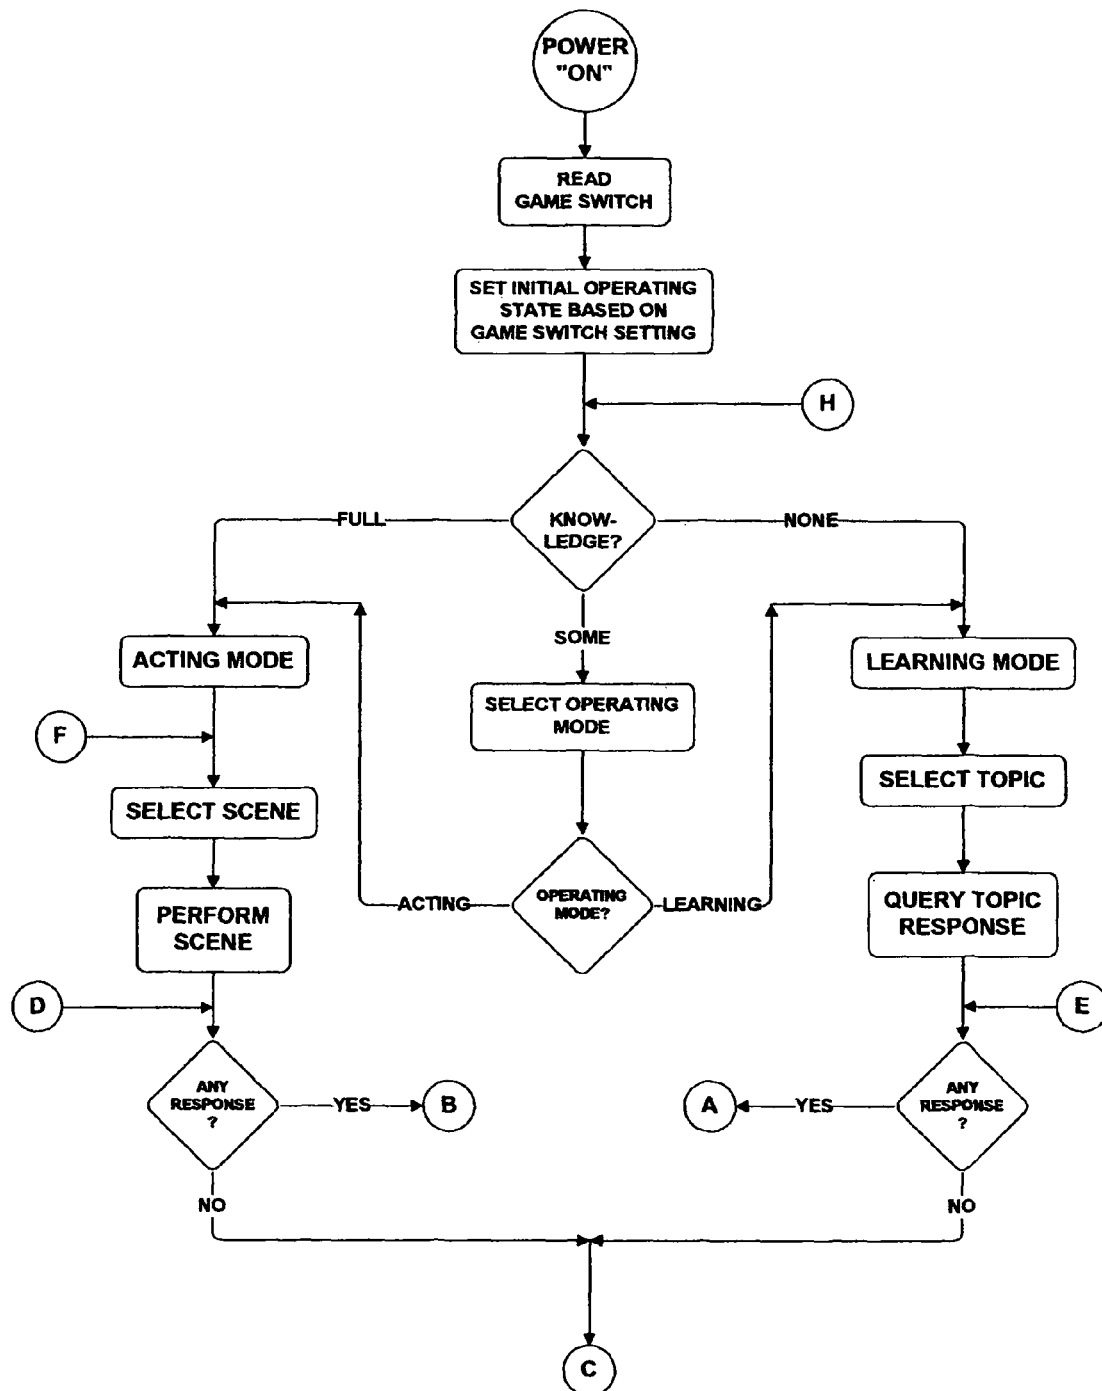 POWER
"ON"
READ
GAME SWITCH
SET INITIAL OPERATING
STATE BASED ON
GAME SWITCH SETTING
H
FULL
KNOW-
LEDGE?
NONE
SOME
ACTING MODE
LEARNING MODE
SELECT OPERATING
MODE
F
SELECT SCENE
SELECT TOPIC
PERFORM
SCENE
ACTING
OPERATING
MODE?
LEARNING
QUERY TOPIC
RESPONSE
D
E
ANY
RESPONSE
?
YES
B
A
YES
ANY
RESPONSE
?
NO
NO
C